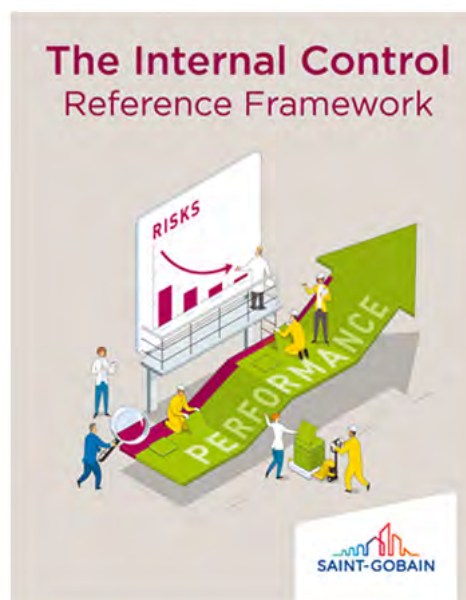 The Internal Control
Reference Framework
RISKS
PERFORMANCE
SAINT-GOBAIN